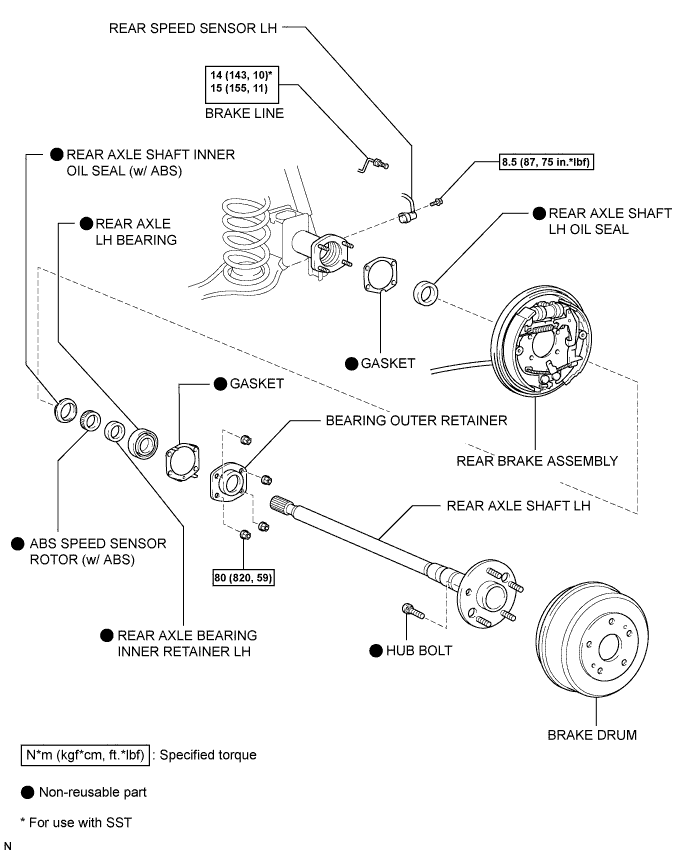 REAR SPEED SENSOR LH
14 (143, 10)*
15 (155, 11)
BRAKE LINE
● REAR AXLE SHAFT INNER
OIL SEAL (w/ ABS)
8.5 (87, 75 in.*lbf)
● REAR AXLE
LH BEARING
● REAR AXLE SHAFT
LH OIL SEAL
● GASKET
● GASKET
BEARING OUTER RETAINER
REAR BRAKE ASSEMBLY
REAR AXLE SHAFT LH
● ABS SPEED SENSOR
ROTOR (w/ ABS)
80 (820, 59)
● REAR AXLE BEARING
INNER RETAINER LH
● HUB BOLT
BRAKE DRUM
N*m (kgf*cm, ft.*lbf) : Specified torque
● Non-reusable part
* For use with SST
N